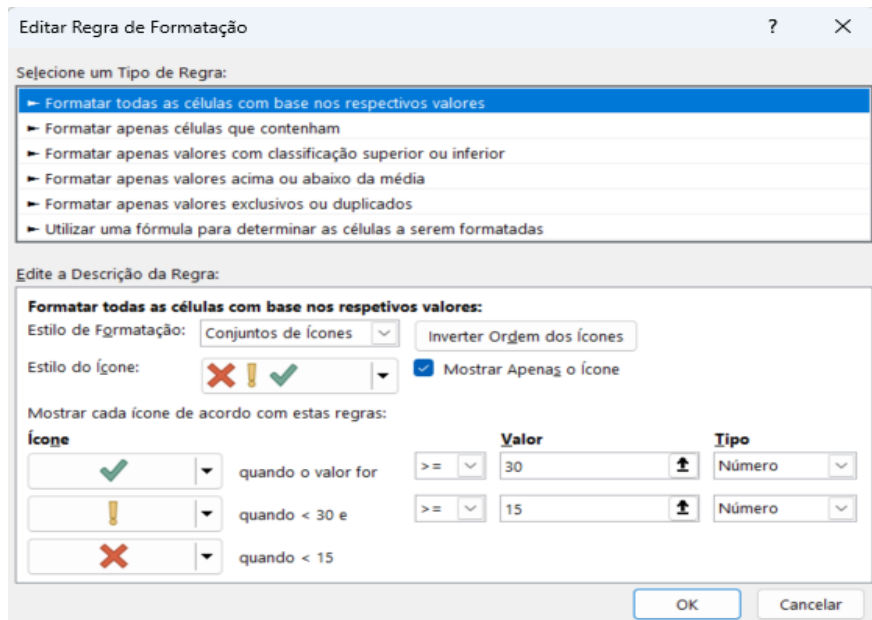 Editar Regra de Formatação ?
Selecione um Tipo de Regra:
► Formatar todas as células com base nos respectivos valores
► Formatar apenas células que contenham
► Formatar apenas valores com classificação superior ou inferior
► Formatar apenas valores acima ou abaixo da média
► Formatar apenas valores exclusivos ou duplicados
► Utilizar uma fórmula para determinar as células a serem formatadas
Edite a Descrição da Regra:
Formatar todas as células com base nos respetivos valores:
Estilo de Formatação: Conjuntos de Ícones Inverter Ordem dos Ícones
Estilo do Ícone: Mostrar Apenas o Ícone
Mostrar cada ícone de acordo com estas regras:
Ícone Valor Tipo
quando o valor for >= 30 Número
quando < 30 e >= 15 Número
quando < 15
OK Cancelar